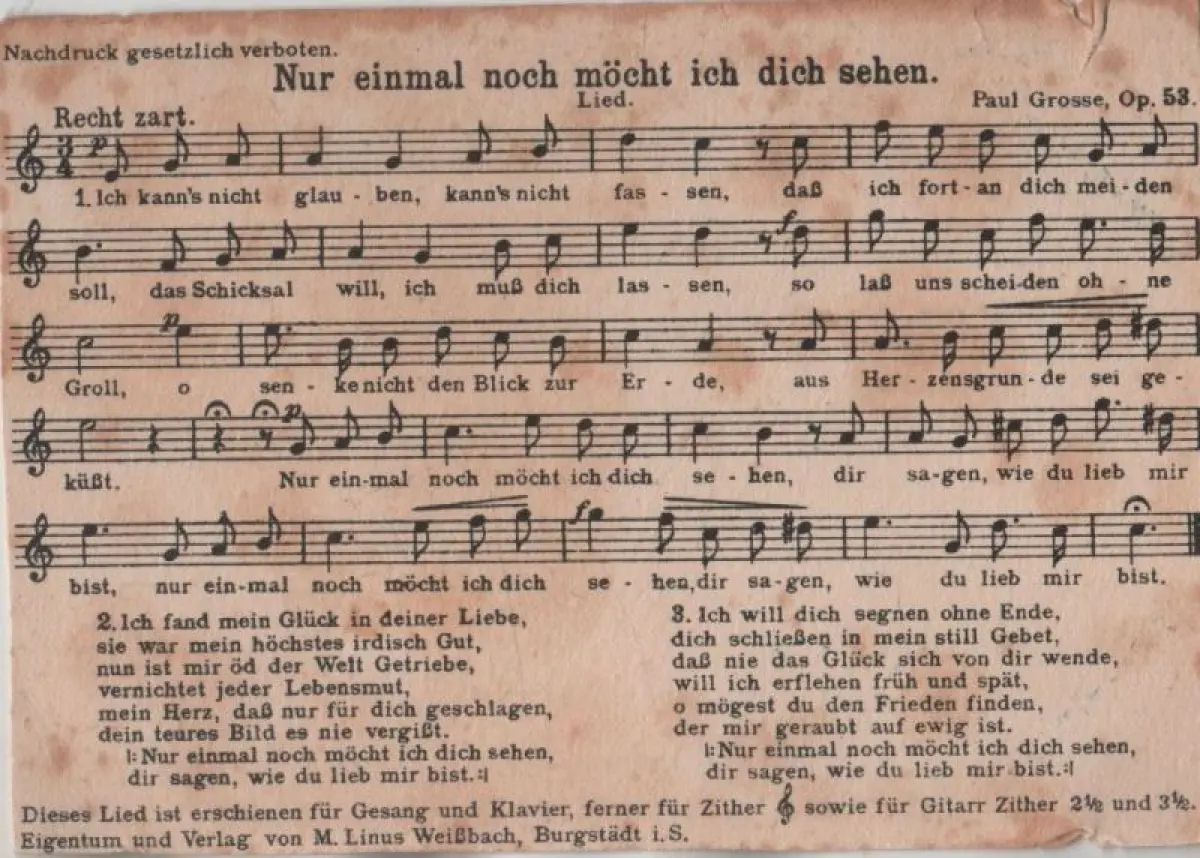 Nachdruck gesetzlich verboten.
Nur einmal noch möcht ich dich sehen.
Lied.
Paul Grosse, Op. 53.
Recht zart.
3
4
p
1. Ich kann's nicht glau - ben, kann's nicht fas - sen, daß ich fort - an dich mei - den
f
soll, das Schicksal will, ich muß dich las - sen, so laß uns schei-den oh - ne
p
Groll, o sen - ke nicht den Blick zur Er - de, aus Her - zensgrun - de sei ge -
p
küßt. Nur ein-mal noch möcht ich dich se - hen, dir sa-gen, wie du lieb mir
f
bist, nur ein-mal noch möcht ich dich se - hen, dir sa - gen, wie du lieb mir bist.
2. Ich fand mein Glück in deiner Liebe,
sie war mein höchstes irdisch Gut,
nun ist mir öd der Welt Getriebe,
vernichtet jeder Lebensmut,
mein Herz, daß nur für dich geschlagen,
dein teures Bild es nie vergißt.
|: Nur einmal noch möcht ich dich sehen,
dir sagen, wie du lieb mir bist. :|
3. Ich will dich segnen ohne Ende,
dich schließen in mein still Gebet,
daß nie das Glück sich von dir wende,
will ich erflehen früh und spät,
o mögest du den Frieden finden,
der mir geraubt auf ewig ist.
|: Nur einmal noch möcht ich dich sehen,
dir sagen, wie du lieb mir bist. :|
Dieses Lied ist erschienen für Gesang und Klavier, ferner für Zither 𝄞 sowie für Gitarr Zither 2½ und 3½.
Eigentum und Verlag von M. Linus Weißbach, Burgstädt i. S.